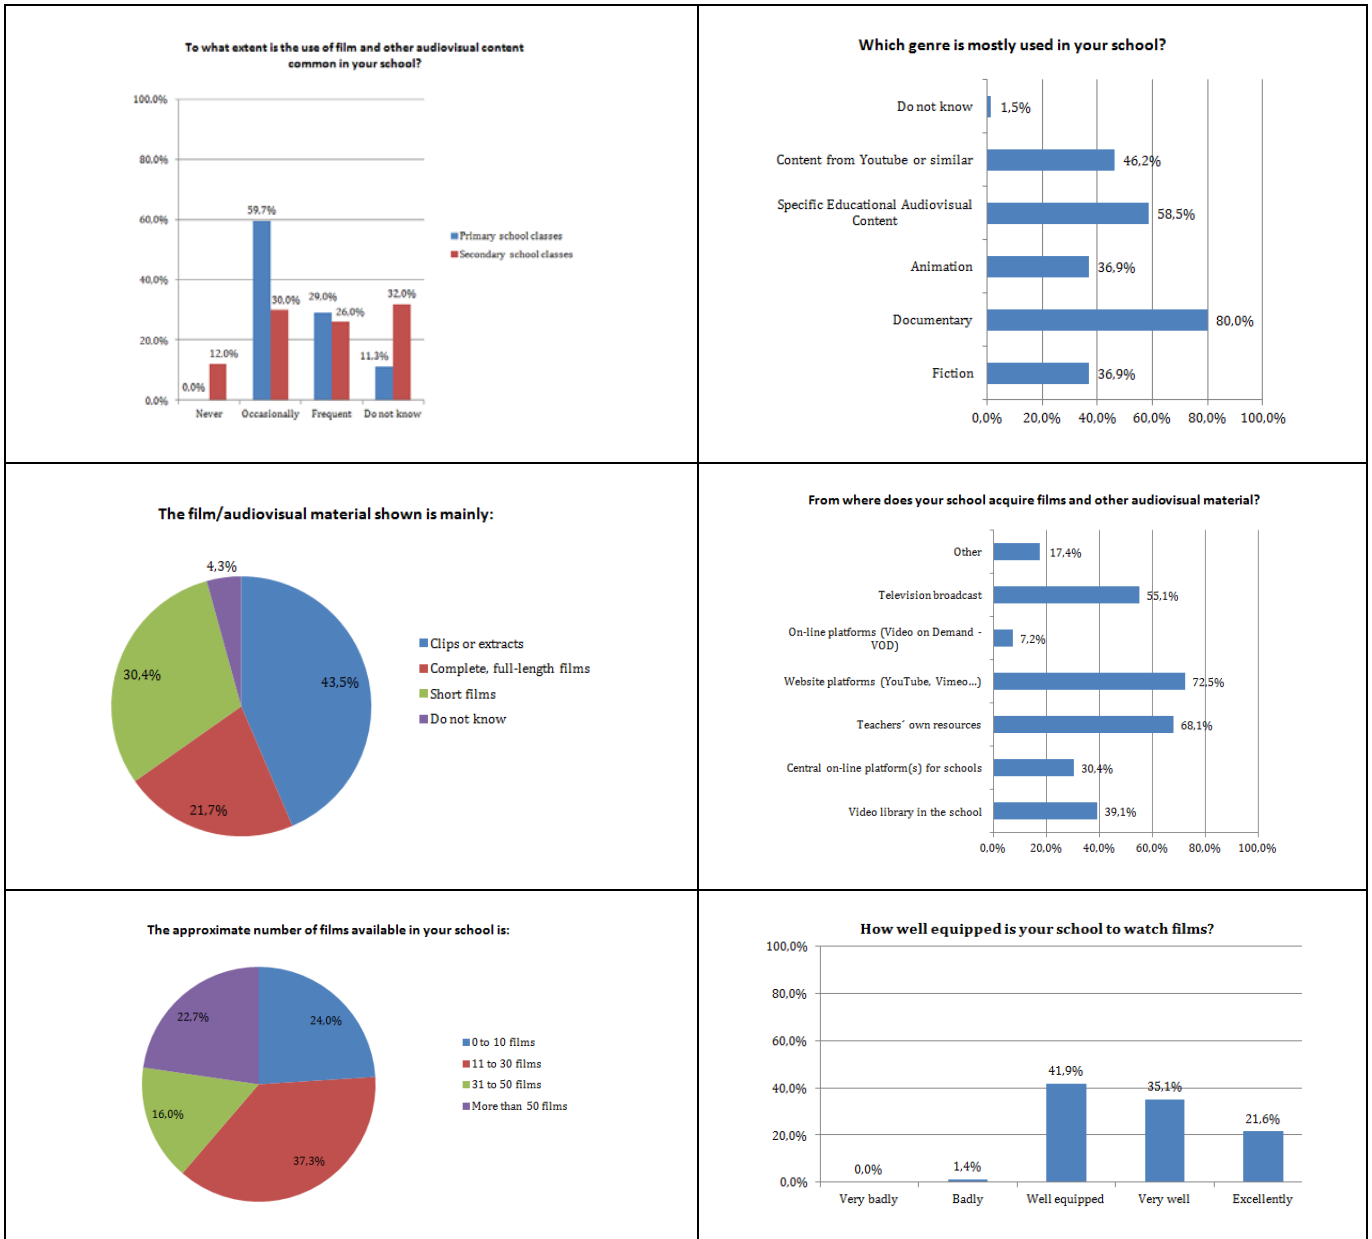 To what extent is the use of film and other audiovisual content
common in your school?
100.0%
80.0%
60.0%
40.0%
20.0%
0.0%
59,7%
30,0%
29,0%
26,0%
32,0%
12,0%
11,3%
0,0%
Never
Occasionally
Frequent
Do not know
Primary school classes
Secondary school classes
Which genre is mostly used in your school?
Do not know
1,5%
Content from Youtube or similar
46,2%
Specific Educational Audiovisual
Content
58,5%
Animation
36,9%
Documentary
80,0%
Fiction
36,9%
0,0%
20,0%
40,0%
60,0%
80,0%
100,0%
The film/audiovisual material shown is mainly:
4,3%
30,4%
43,5%
21,7%
Clips or extracts
Complete, full-length films
Short films
Do not know
From where does your school acquire films and other audiovisual material?
Other
17,4%
Television broadcast
55,1%
On-line platforms (Video on Demand -
VOD)
7,2%
Website platforms (YouTube, Vimeo...)
72,5%
Teachers´ own resources
68,1%
Central on-line platform(s) for schools
30,4%
Video library in the school
39,1%
0,0%
20,0%
40,0%
60,0%
80,0%
100,0%
The approximate number of films available in your school is:
22,7%
24,0%
16,0%
37,3%
0 to 10 films
11 to 30 films
31 to 50 films
More than 50 films
How well equipped is your school to watch films?
100,0%
80,0%
60,0%
40,0%
20,0%
0,0%
0,0%
1,4%
41,9%
35,1%
21,6%
Very badly
Badly
Well equipped
Very well
Excellently